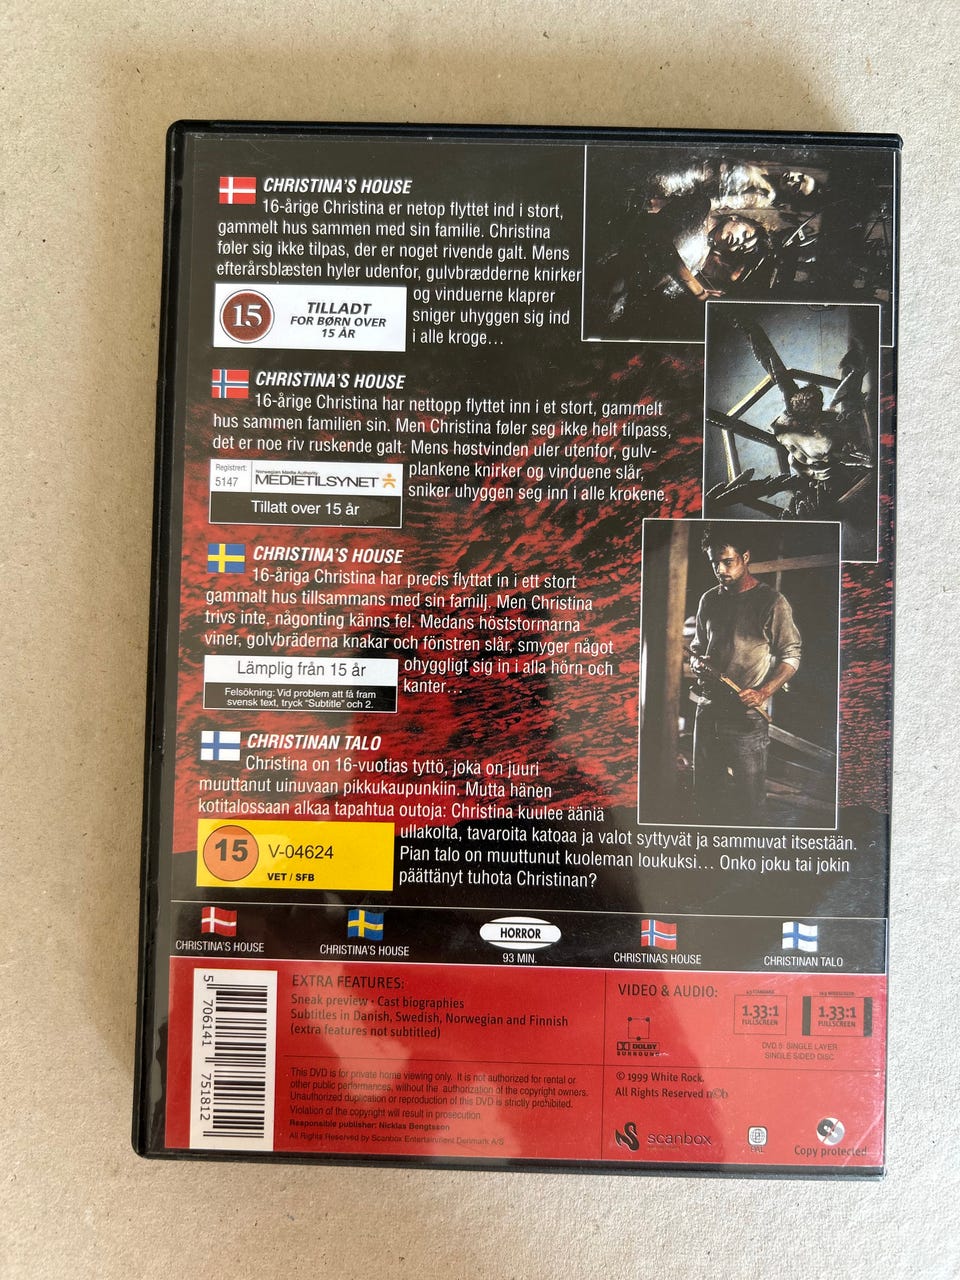 CHRISTINA'S HOUSE
16-årige Christina er netop flyttet ind i stort,
gammelt hus sammen med sin familie. Christina
føler sig ikke tilpas, der er noget rivende galt. Mens
efterårsblæsten hyler udenfor, gulvbrædderne knirker
og vinduerne klaprer
sniger uhyggen sig ind
i alle kroge...
15
TILLADT
FOR BØRN OVER
15 ÅR
CHRISTINA'S HOUSE
16-årige Christina har nettopp flyttet inn i et stort, gammelt
hus sammen familien sin. Men Christina føler seg ikke helt tilpass,
det er noe riv ruskende galt. Mens høstvinden uler utenfor, gulv-
plankene knirker og vinduene slår,
sniker uhyggen seg inn i alle krokene.
Registrert:
5147
Norwegian Media Authority
MEDIETILSYNET
Tillatt over 15 år
CHRISTINA'S HOUSE
16-åriga Christina har precis flyttat in i ett stort
gammalt hus tillsammans med sin familj. Men Christina
trivs inte, någonting känns fel. Medans höststormarna
viner, golvbräderna knakar och fönstren slår, smyger något
ohyggligt sig in i alla hörn och
kanter...
Lämplig från 15 år
Felsökning: Vid problem att få fram
svensk text, tryck "Subtitle" och 2.
CHRISTINAN TALO
Christina on 16-vuotias tyttö, joka on juuri
muuttanut uinuvaan pikkukaupunkiin. Mutta hänen
kotitalossaan alkaa tapahtua outoja: Christina kuulee ääniä
ullakolta, tavaroita katoaa ja valot syttyvät ja sammuvat itsestään.
Pian talo on muuttunut kuoleman loukuksi... Onko joku tai jokin
päättänyt tuhota Christinan?
15
V-04624
VET / SFB
CHRISTINA'S HOUSE
CHRISTINA'S HOUSE
HORROR
93 MIN.
CHRISTINAS HOUSE
CHRISTINAN TALO
5 706141 751812
EXTRA FEATURES:
Sneak preview · Cast biographies
Subtitles in Danish, Swedish, Norwegian and Finnish
(extra features not subtitled)
This DVD is for private home viewing only. It is not authorized for rental or
other public performances, without the authorization of the copyright owners.
Unauthorized duplication or reproduction of this DVD is strictly prohibited.
Violation of the copyright will result in prosecution.
Responsible publisher: Nicklas Bengtsson
All Rights Reserved by Scanbox Entertainment Denmark A/S
VIDEO & AUDIO:
DOLBY
SURROUND
4:3 STANDARD
1.33:1
FULLSCREEN
16:9 WIDESCREEN
1.33:1
FULLSCREEN
DVD 5: SINGLE LAYER
SINGLE SIDED DISC
© 1999 White Rock.
All Rights Reserved ncb
scanbox
PAL
Copy protected